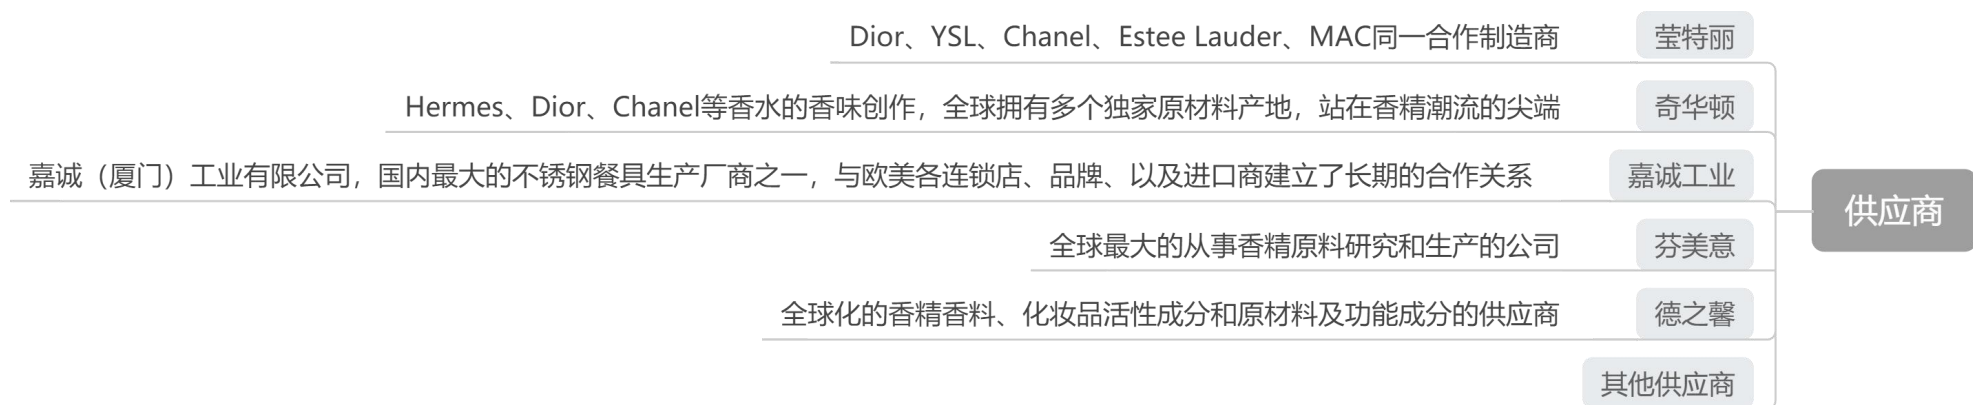 Dior、YSL、Chanel、Estee Lauder、MAC同一合作制造商 莹特丽
Hermes、Dior、Chanel等香水的香味创作，全球拥有多个独家原材料产地，站在香精潮流的尖端 奇华顿
嘉诚（厦门）工业有限公司，国内最大的不锈钢餐具生产厂商之一，与欧美各连锁店、品牌、以及进口商建立了长期的合作关系 嘉诚工业
供应商
全球最大的从事香精原料研究和生产的公司 芬美意
全球化的香精香料、化妆品活性成分和原材料及功能成分的供应商 德之馨
其他供应商